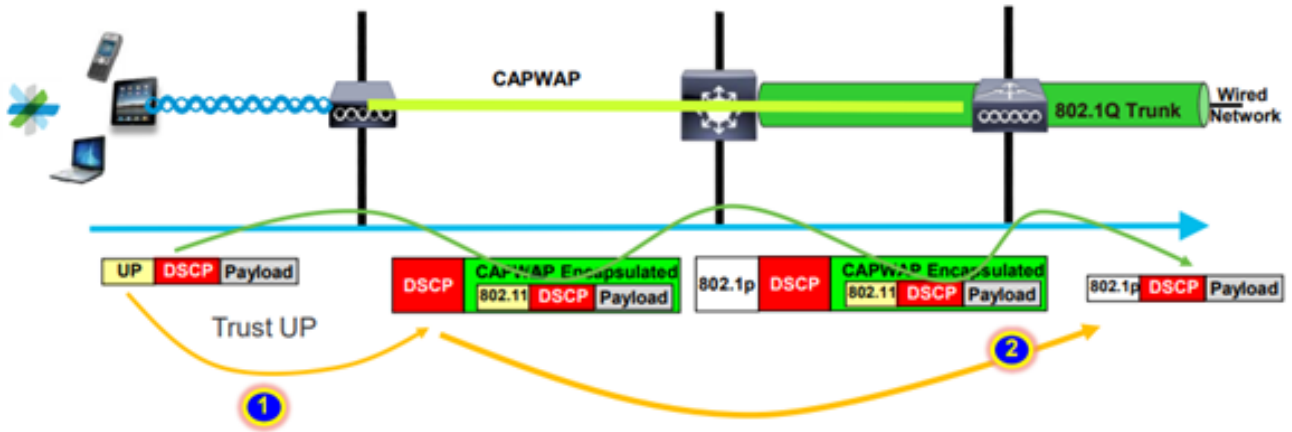 CAPWAP
802.1Q Trunk
Wired
Network
UP DSCP Payload
DSCP
CAPWAP Encapsulated
802.11 DSCP Payload
802.1p DSCP
CAPWAP Encapsulated
802.11 DSCP Payload
802.1p DSCP Payload
Trust UP
1
2